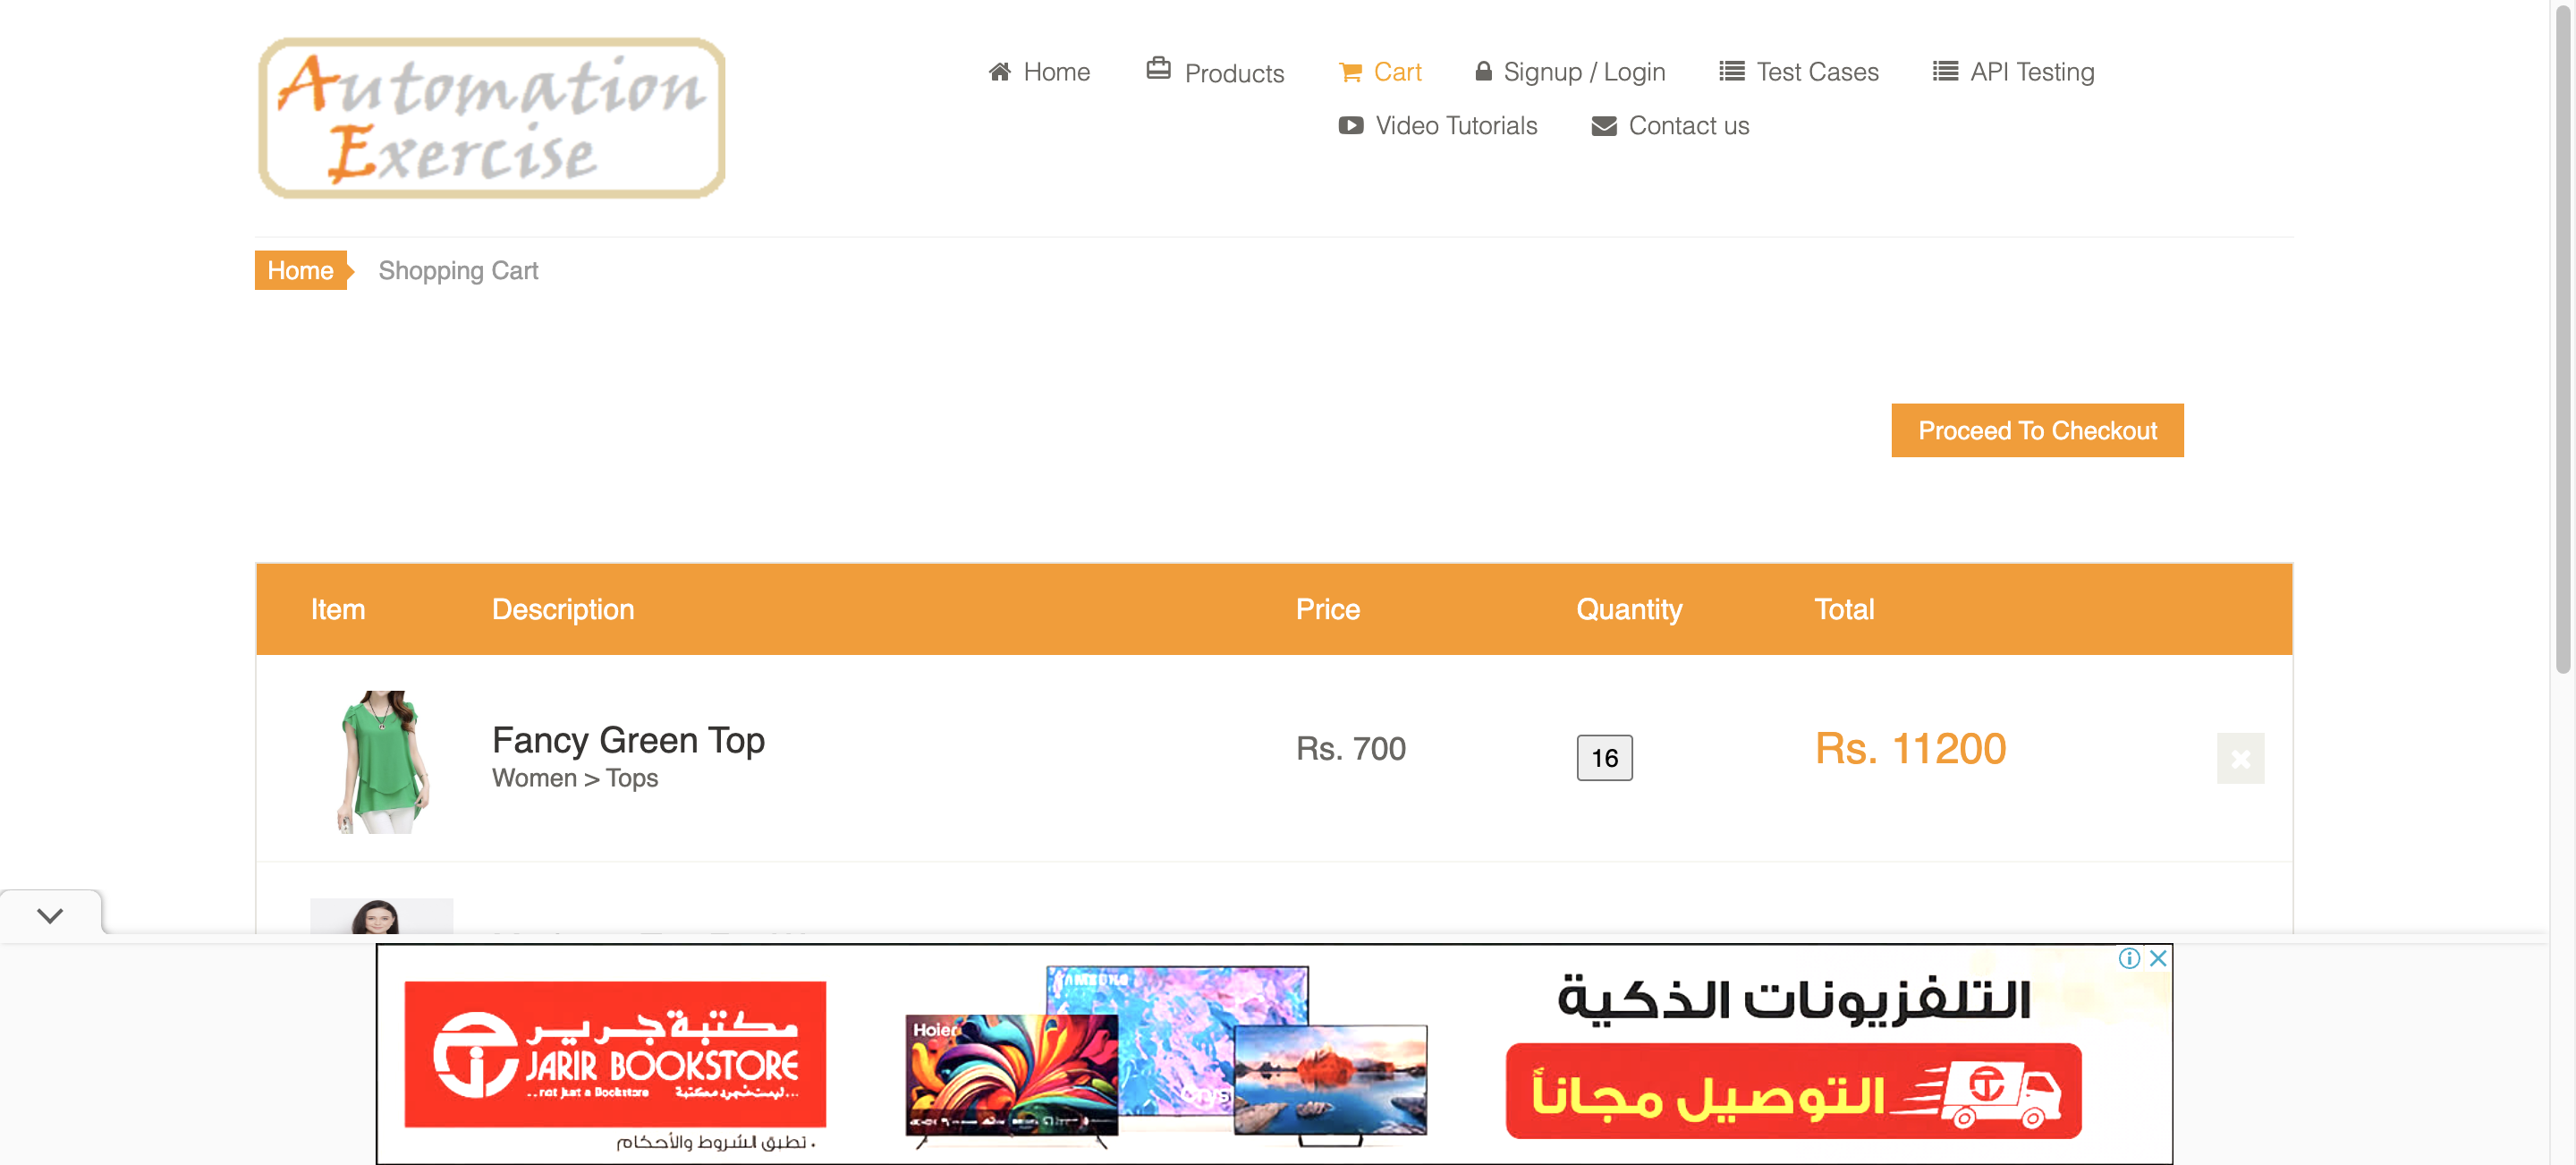 Automation
Exercise
Home
Products
Cart
Signup / Login
Test Cases
API Testing
Video Tutorials
Contact us
Home
Shopping Cart
Proceed To Checkout
Item Description Price Quantity Total
Fancy Green Top
Women > Tops
Rs. 700
16
Rs. 11200
مكتبة جرير
JARIR BOOKSTORE
...not just a Bookstore ليست مجرد مكتبة...
تطبق الشروط والأحكام
SAMSUNG
Haier
التلفزيونات الذكية
التوصيل مجاناً